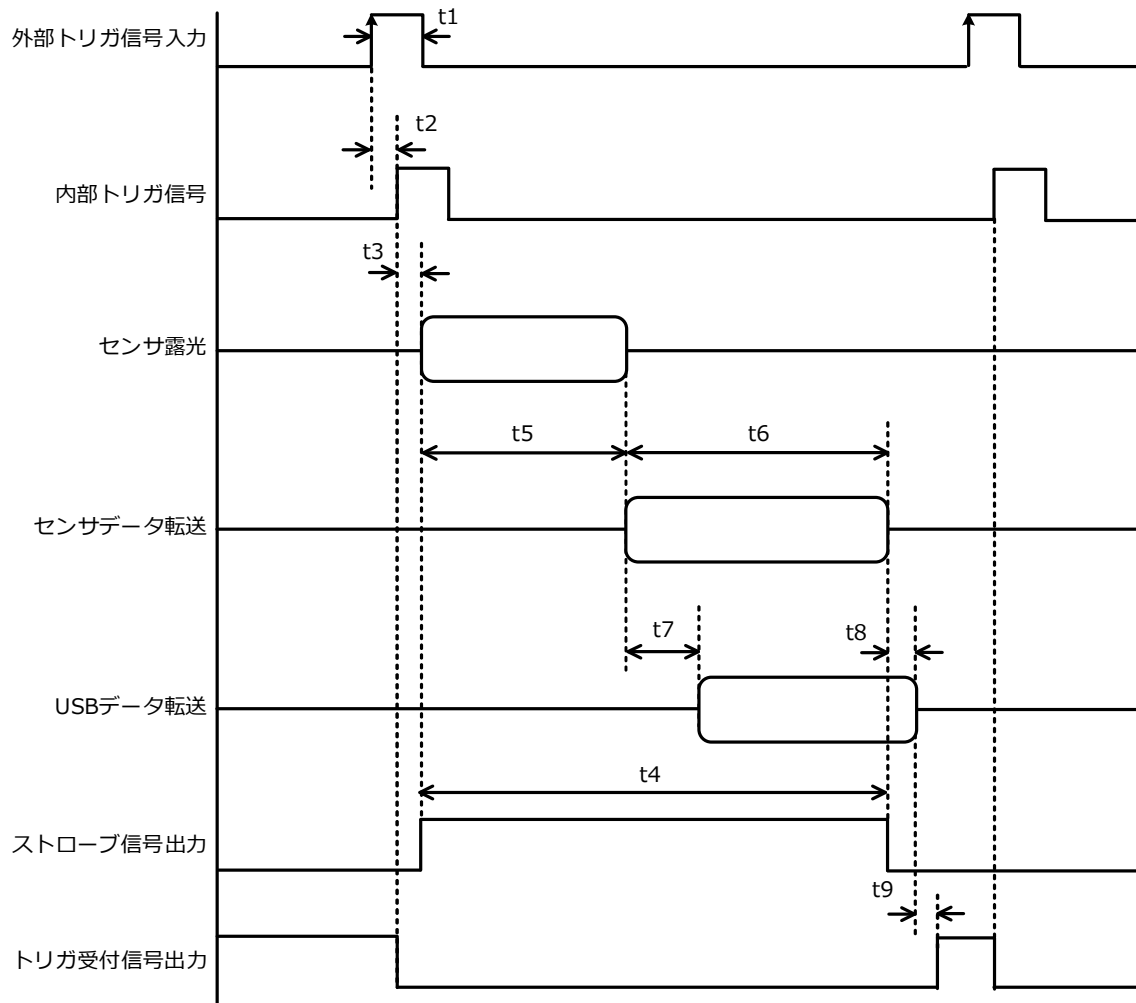 外部トリガ信号入力
t1
t2
内部トリガ信号
t3
センサ露光
t5
t6
センサデータ転送
t7
t8
USBデータ転送
t4
ストローブ信号出力
t9
トリガ受付信号出力